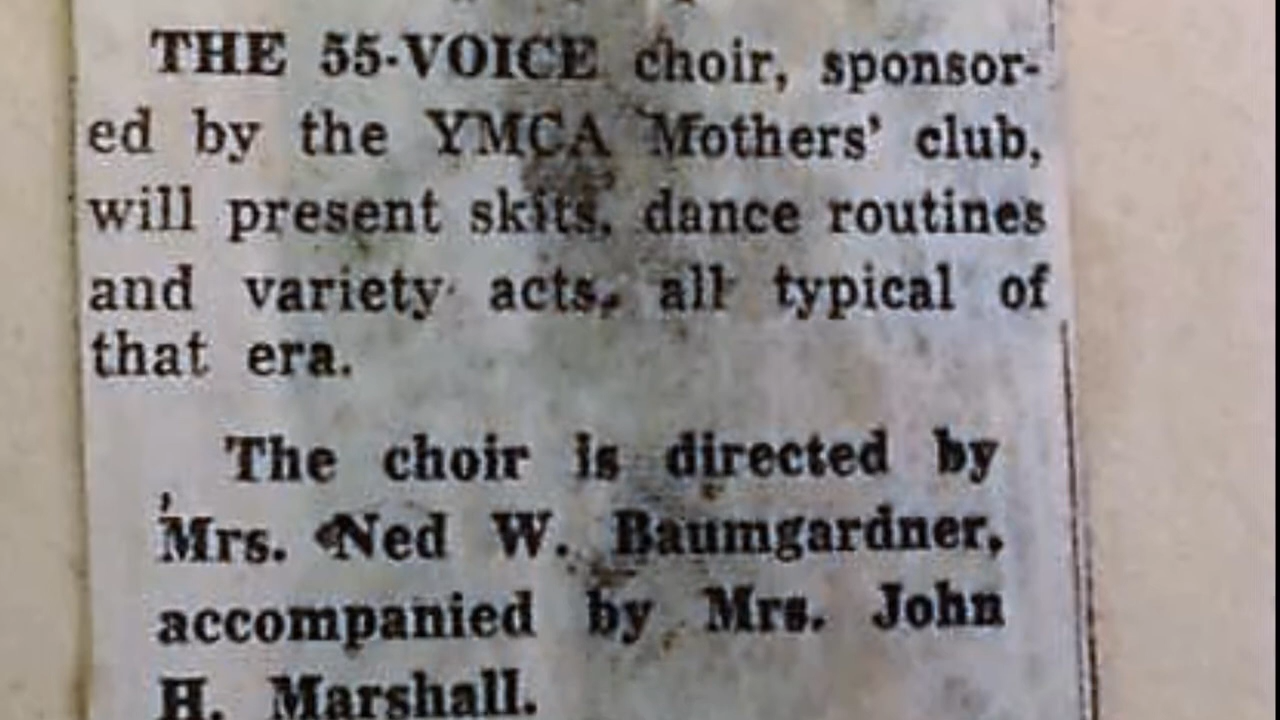 THE 55-VOICE choir, sponsor-
ed by the YMCA Mothers' club,
will present skits, dance routines
and variety acts, all typical of
that era.
The choir is directed by
Mrs. Ned W. Baumgardner,
accompanied by Mrs. John
H. Marshall.